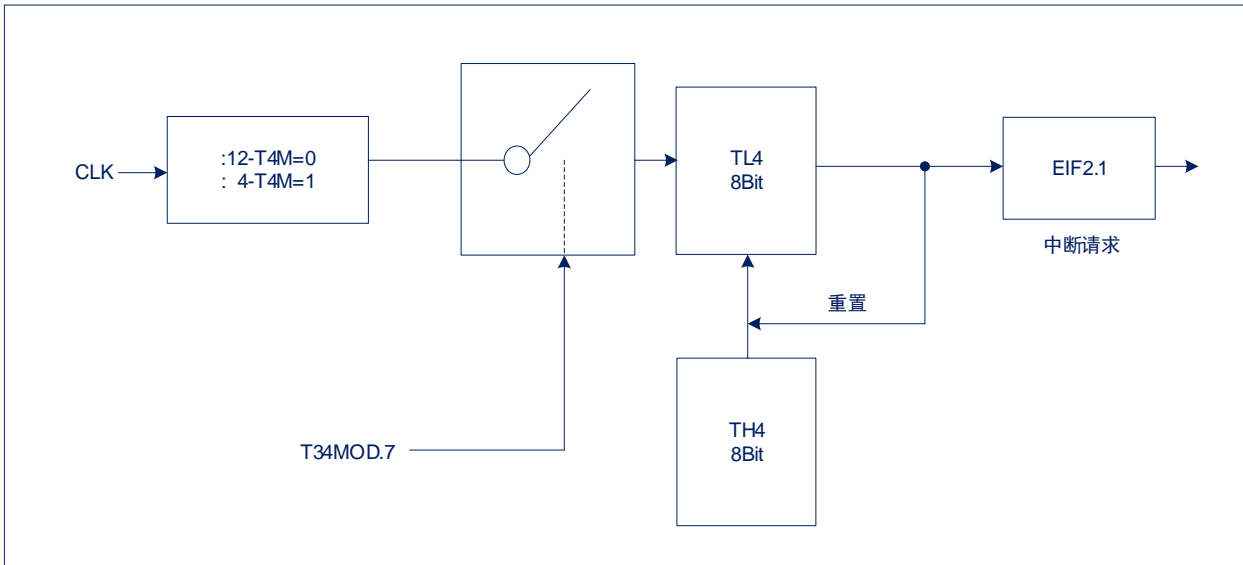 CLK
:12-T4M=0
: 4-T4M=1
TL4
8Bit
EIF2.1
中断请求
重置
TH4
8Bit
T34MOD.7